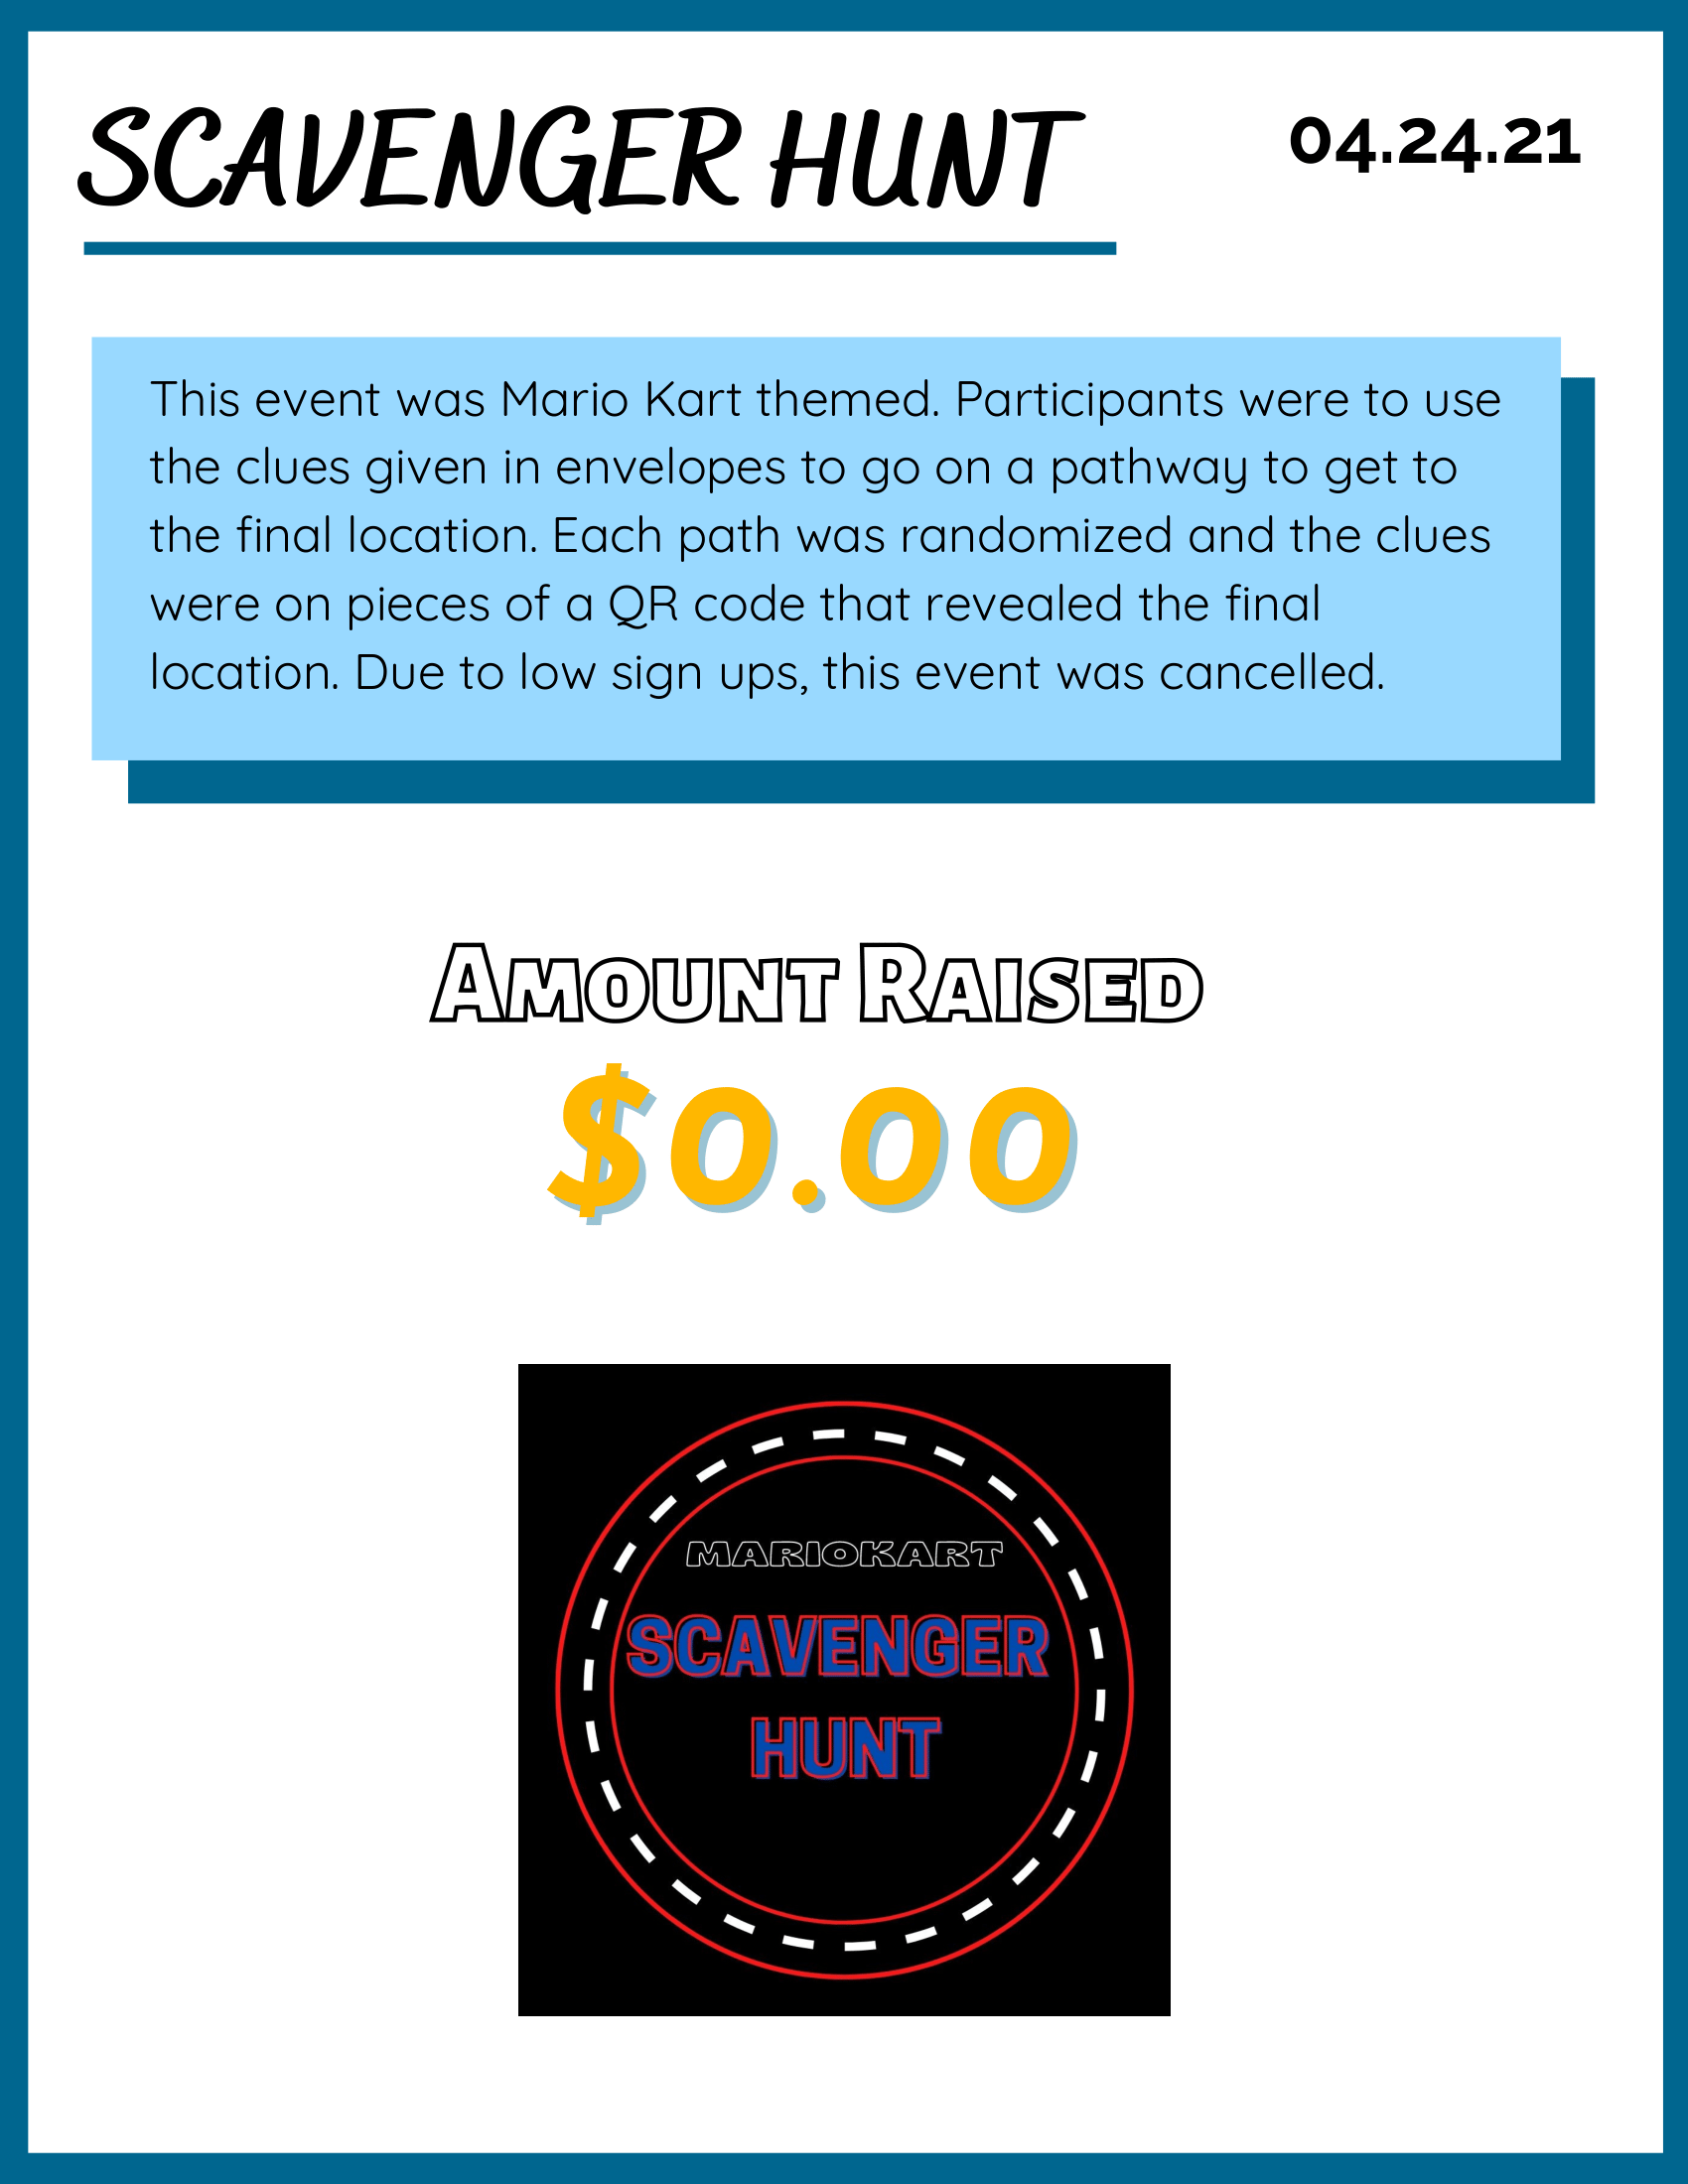 SCAVENGER HUNT
04.24.21
This event was Mario Kart themed. Participants were to use
the clues given in envelopes to go on a pathway to get to
the final location. Each path was randomized and the clues
were on pieces of a QR code that revealed the final
location. Due to low sign ups, this event was cancelled.
AMOUNT RAISED
$0.00
MARIOKART
SCAVENGER
HUNT